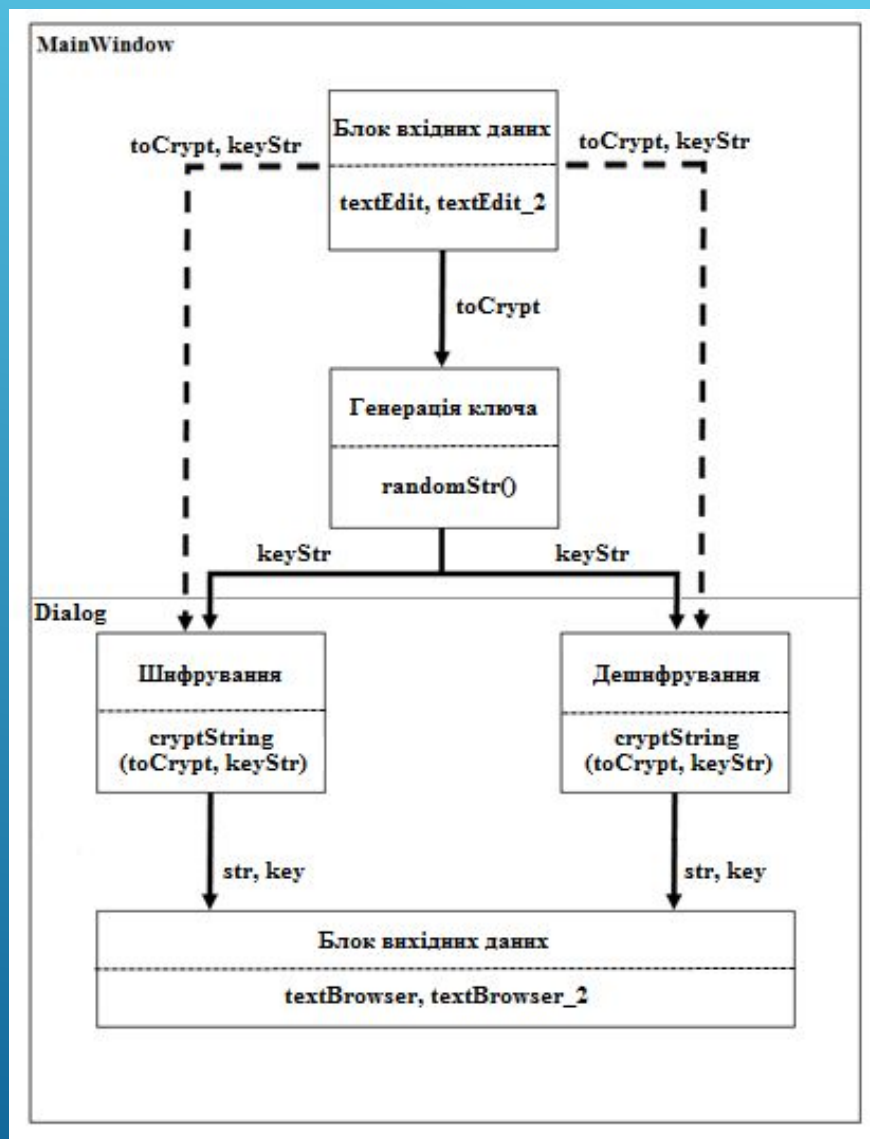 MainWindow
Блок вхідних даних
toCrypt, keyStr
toCrypt, keyStr
textEdit, textEdit_2
toCrypt
Генерація ключа
randomStr()
keyStr
keyStr
Dialog
Шифрування
Дешифрування
cryptString
(toCrypt, keyStr)
cryptString
(toCrypt, keyStr)
str, key
str, key
Блок вихідних даних
textBrowser, textBrowser_2